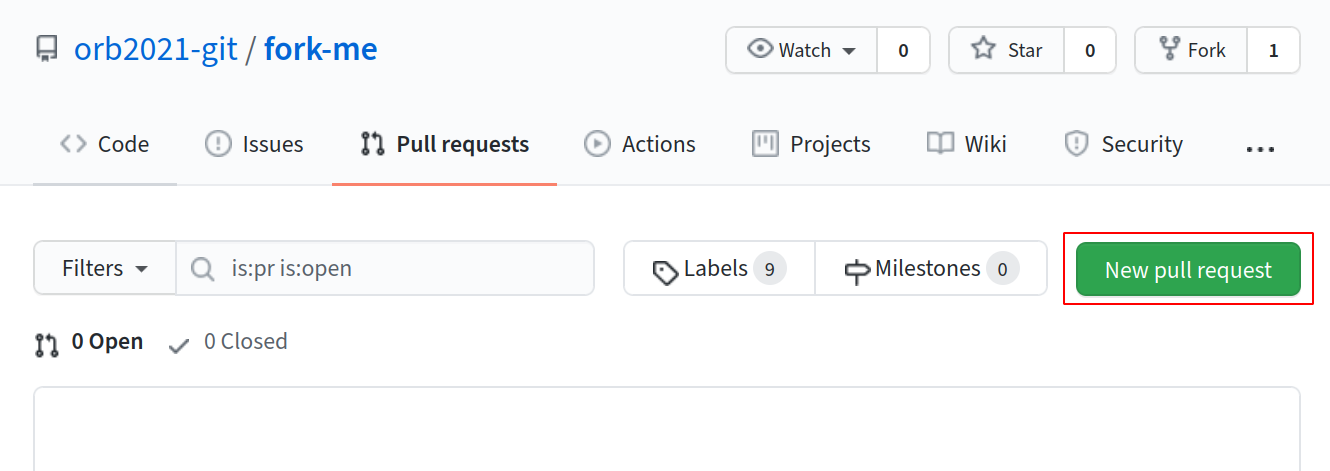 orb2021-git / fork-me
Watch 0 Star 0 Fork 1
Code Issues Pull requests Actions Projects Wiki Security ...
Filters is:pr is:open Labels 9 Milestones 0 New pull request
0 Open 0 Closed